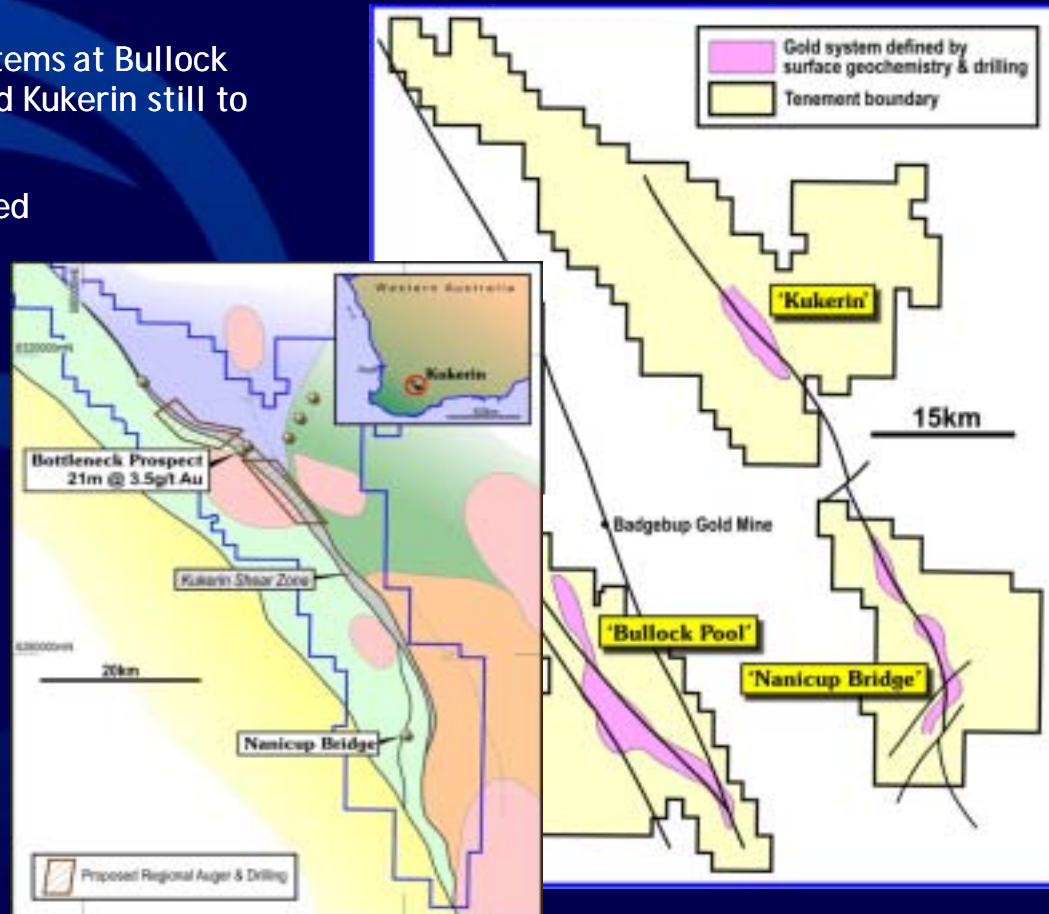 tems at Bullock
d Kukerin still to
ed
Gold system defined by
surface geochemistry & drilling
Tenement boundary
'Kukerin'
15km
Badgebup Gold Mine
'Bullock Pool'
'Nanicup Bridge'
Western Australia
Kukerin
Bottleneck Prospect
21m @ 3.5g/t Au
Kukerin Shear Zone
20km
Nanicup Bridge
Proposed Regional Auger & Drilling